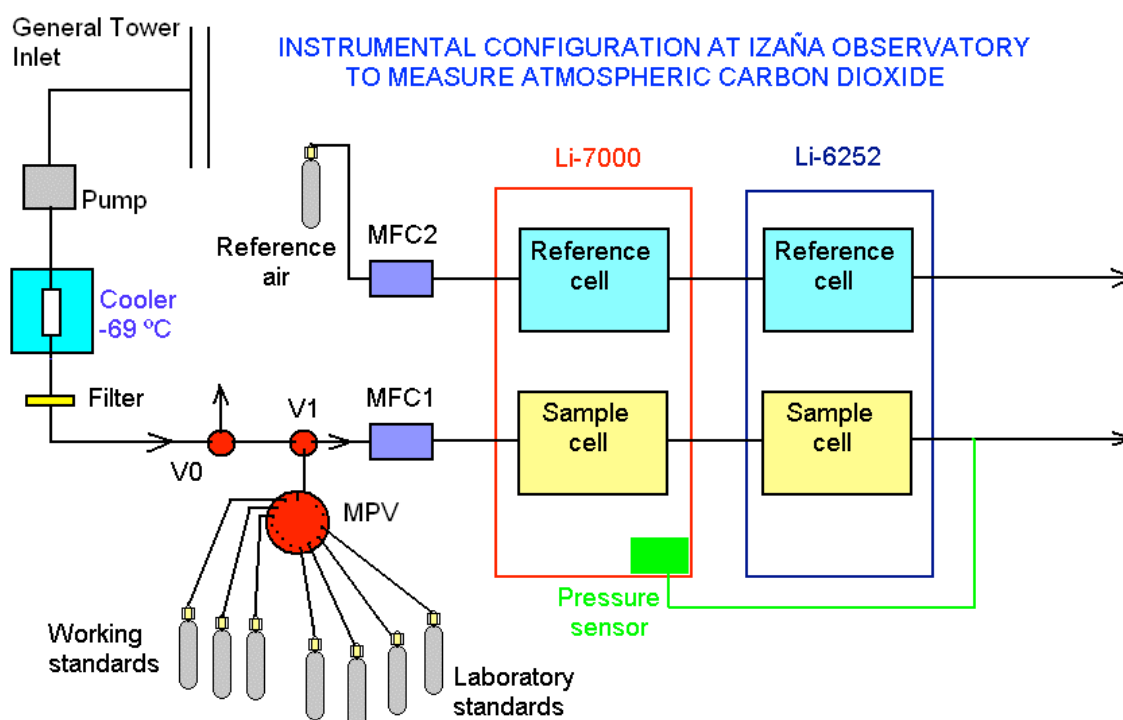 General Tower
Inlet
INSTRUMENTAL CONFIGURATION AT IZAÑA OBSERVATORY
TO MEASURE ATMOSPHERIC CARBON DIOXIDE
Li-7000
Li-6252
Pump
Reference
air
MFC2
Reference
cell
Reference
cell
Cooler
-69 ºC
Filter
V0
V1
MFC1
Sample
cell
Sample
cell
MPV
Pressure
sensor
Working
standards
Laboratory
standards